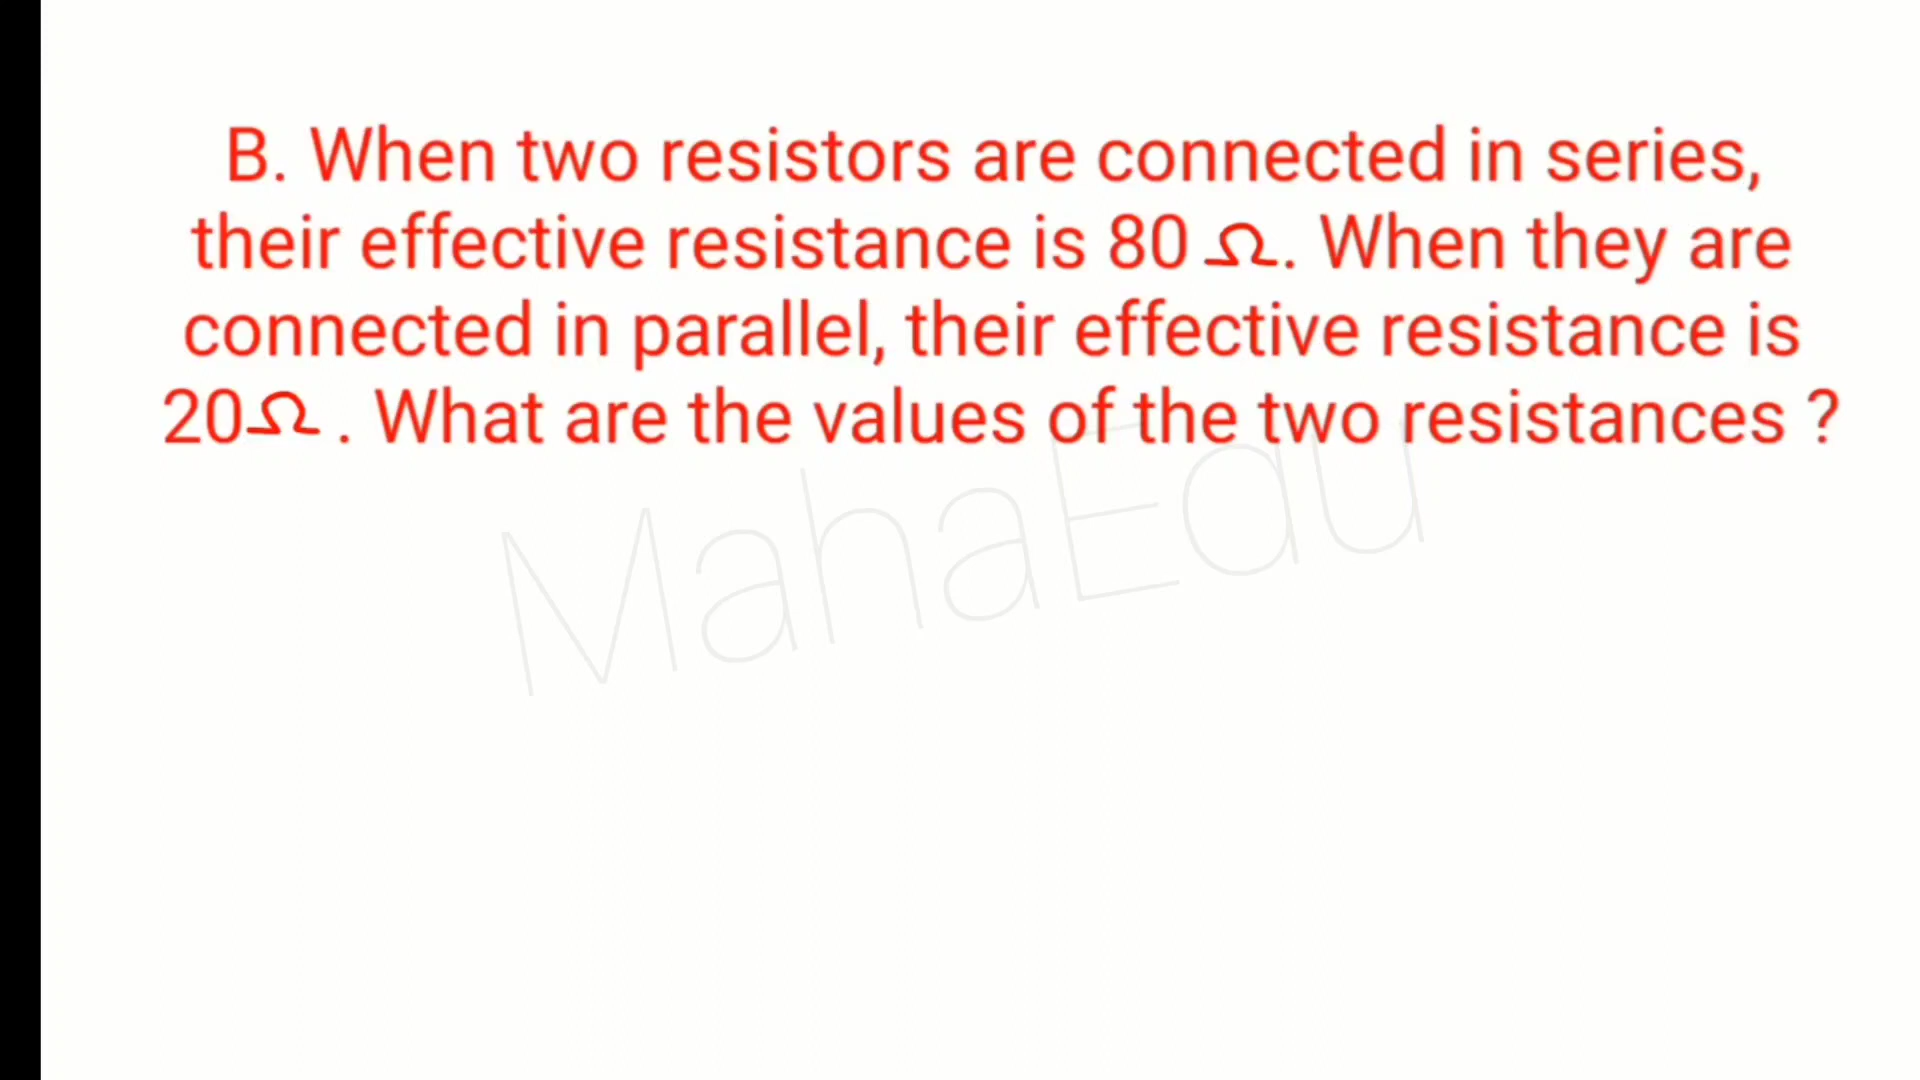 B. When two resistors are connected in series,
their effective resistance is 80 Ω. When they are
connected in parallel, their effective resistance is
20Ω . What are the values of the two resistances ?
MahaEdu